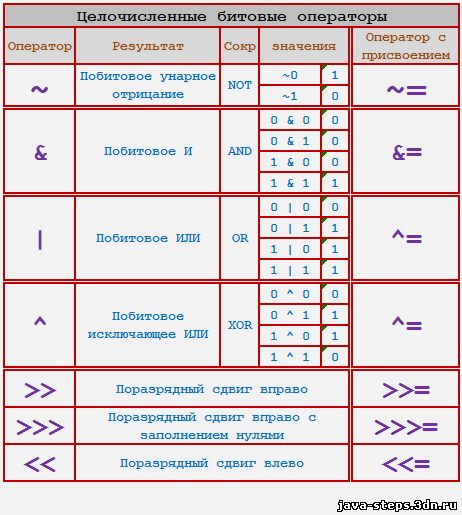 Целочисленные битовые операторы
Оператор Результат Сокр значения Оператор с присвоением
~ Побитовое унарное отрицание NOT ~0 1 ~=
~1 0
& Побитовое И AND 0 & 0 0 &=
0 & 1 0
1 & 0 0
1 & 1 1
| Побитовое ИЛИ OR 0 | 0 0 ^=
0 | 1 1
1 | 0 1
1 | 1 1
^ Побитовое исключающее ИЛИ XOR 0 ^ 0 0 ^=
0 ^ 1 1
1 ^ 0 1
1 ^ 1 0
>> Поразрядный сдвиг вправо >>=
>>> Поразрядный сдвиг вправо с заполнением нулями >>>=
<< Поразрядный сдвиг влево <<=
java-steps.3dn.ru